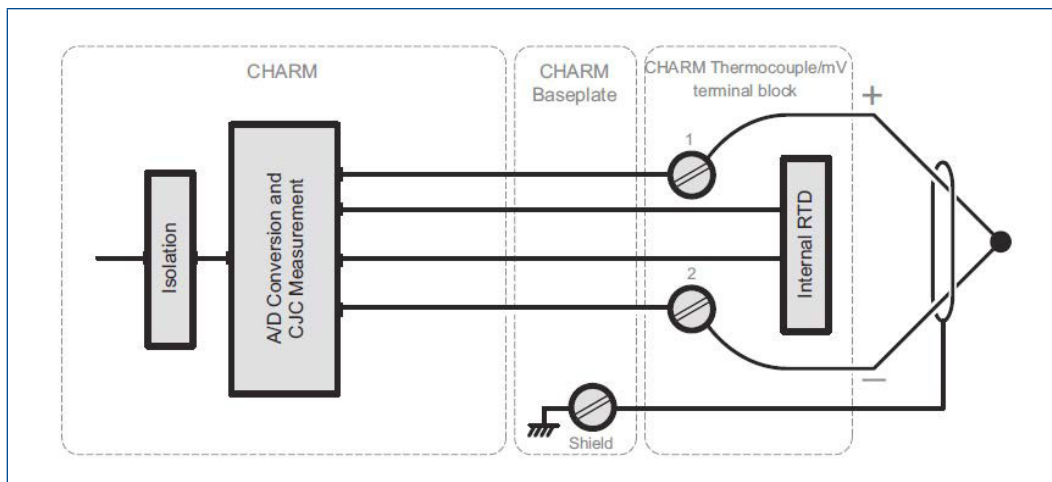 CHARM
CHARM
Baseplate
CHARM Thermocouple/mV
terminal block
+
1
Isolation
A/D Conversion and
CJC Measurement
Internal RTD
2
—
Shield